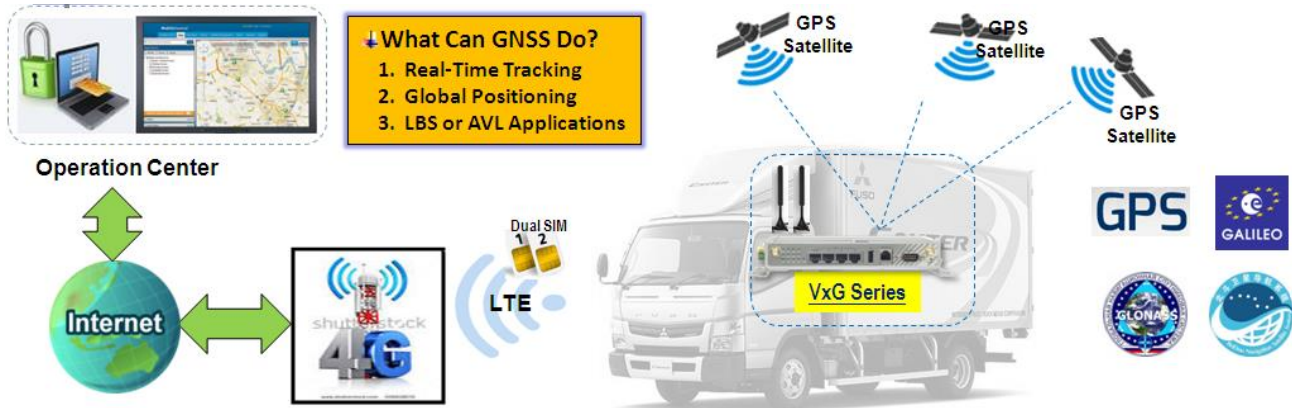 What Can GNSS Do?
1. Real-Time Tracking
2. Global Positioning
3. LBS or AVL Applications
GPS
Satellite
GPS
Satellite
GPS
Satellite
Operation Center
Internet
shutterstock
4G
LTE
Dual SIM
1 2
VxG Series
FUSO
GPS
GALILEO
GLONASS